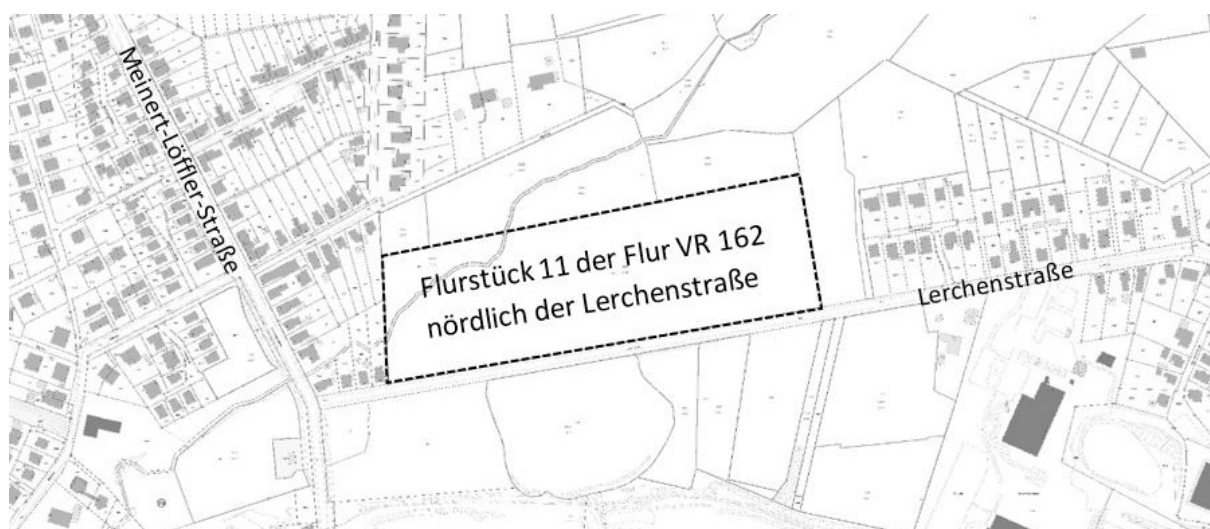 Meinert-Löffler-Straße
Flurstück 11 der Flur VR 162
nördlich der Lerchenstraße
Lerchenstraße